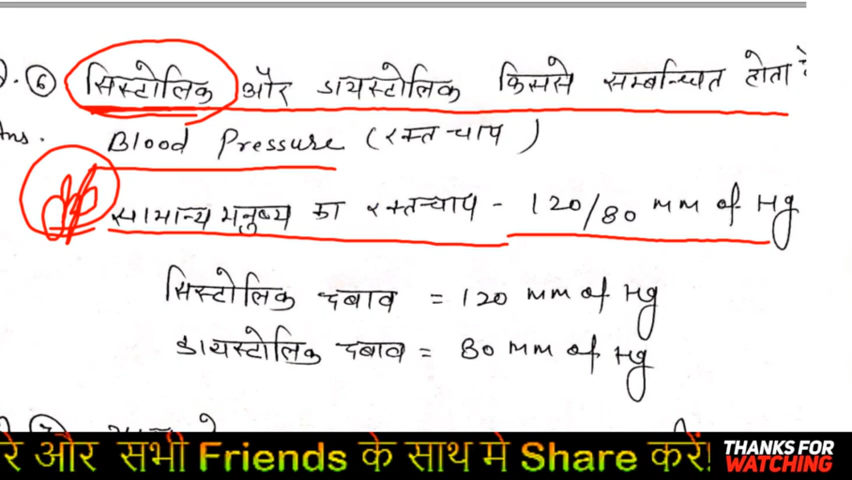 ⑥ सिस्टोलिक और डायस्टोलिक किससे सम्बन्धित होता है
Ans. Blood Pressure (रक्तचाप)
सामान्य मनुष्य का रक्तचाप - 120/80 mm of Hg
सिस्टोलिक दबाव = 120 mm of Hg
डायस्टोलिक दबाव = 80 mm of Hg
रे और सभी Friends के साथ मे Share करें!
THANKS FOR
WATCHING